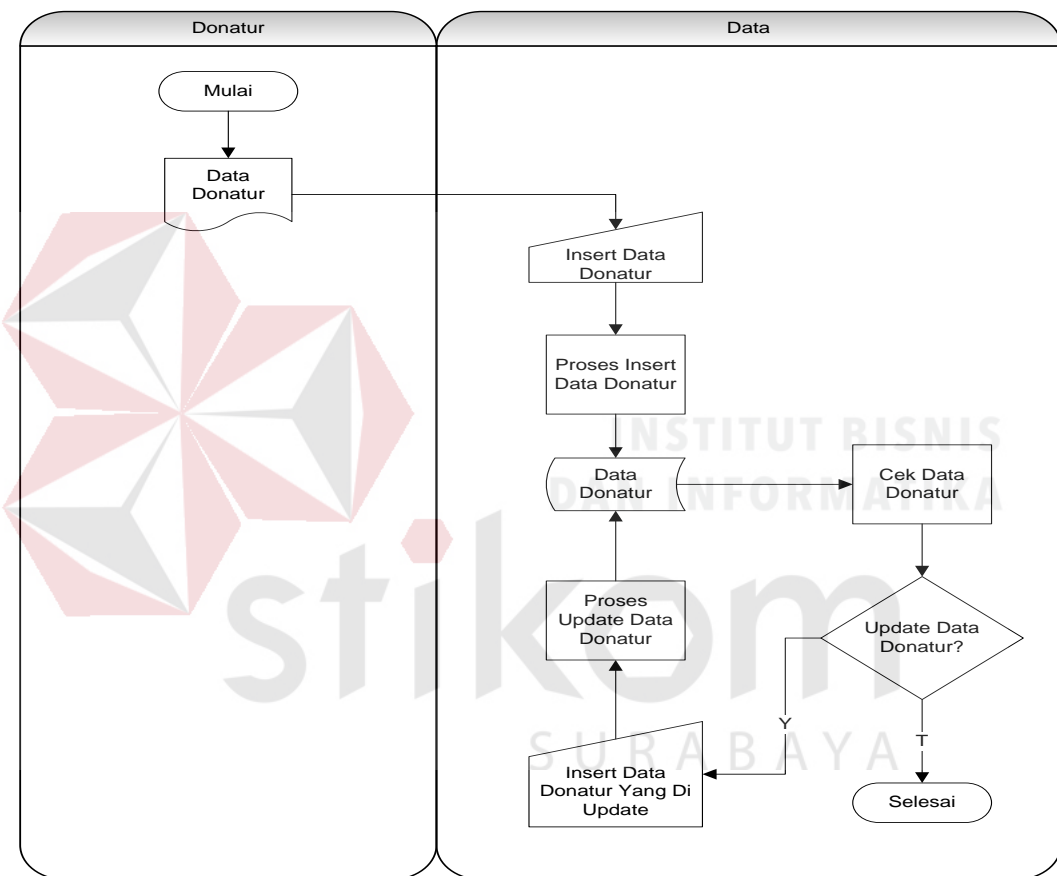 Donatur
Data
Mulai
Data
Donatur
Insert Data
Donatur
Proses Insert
Data Donatur
Data
Donatur
Cek Data
Donatur
Update Data
Donatur?
Proses
Update Data
Donatur
Insert Data
Donatur Yang Di
Update
Y
T
Selesai
INSTITUT BISNIS
DAN INFORMATIKA
stikom
SURABAYA